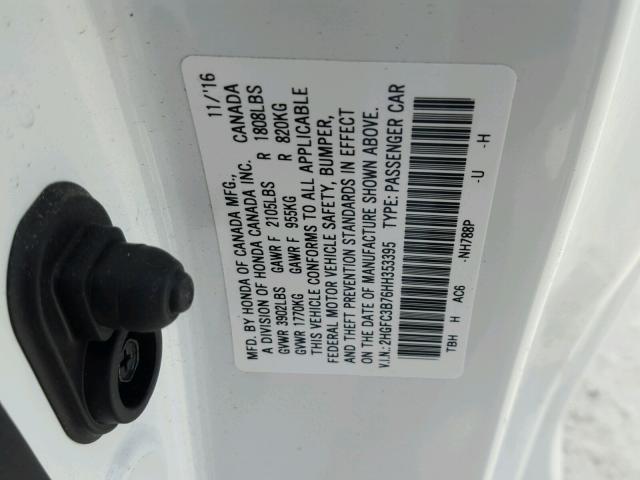 MFD. BY HONDA OF CANADA MFG., 11/'16
A DIVISION OF HONDA CANADA INC. CANADA
GVWR 3902LBS GAWR F 2105LBS R 1808LBS
GVWR 1770KG GAWR F 955KG R 820KG
THIS VEHICLE CONFORMS TO ALL APPLICABLE
FEDERAL MOTOR VEHICLE SAFETY, BUMPER,
AND THEFT PREVENTION STANDARDS IN EFFECT
ON THE DATE OF MANUFACTURE SHOWN ABOVE.
V.I.N.: 2HGFC3B76HH353395 TYPE: PASSENGER CAR
TBH H AC6 -NH788P -U -H